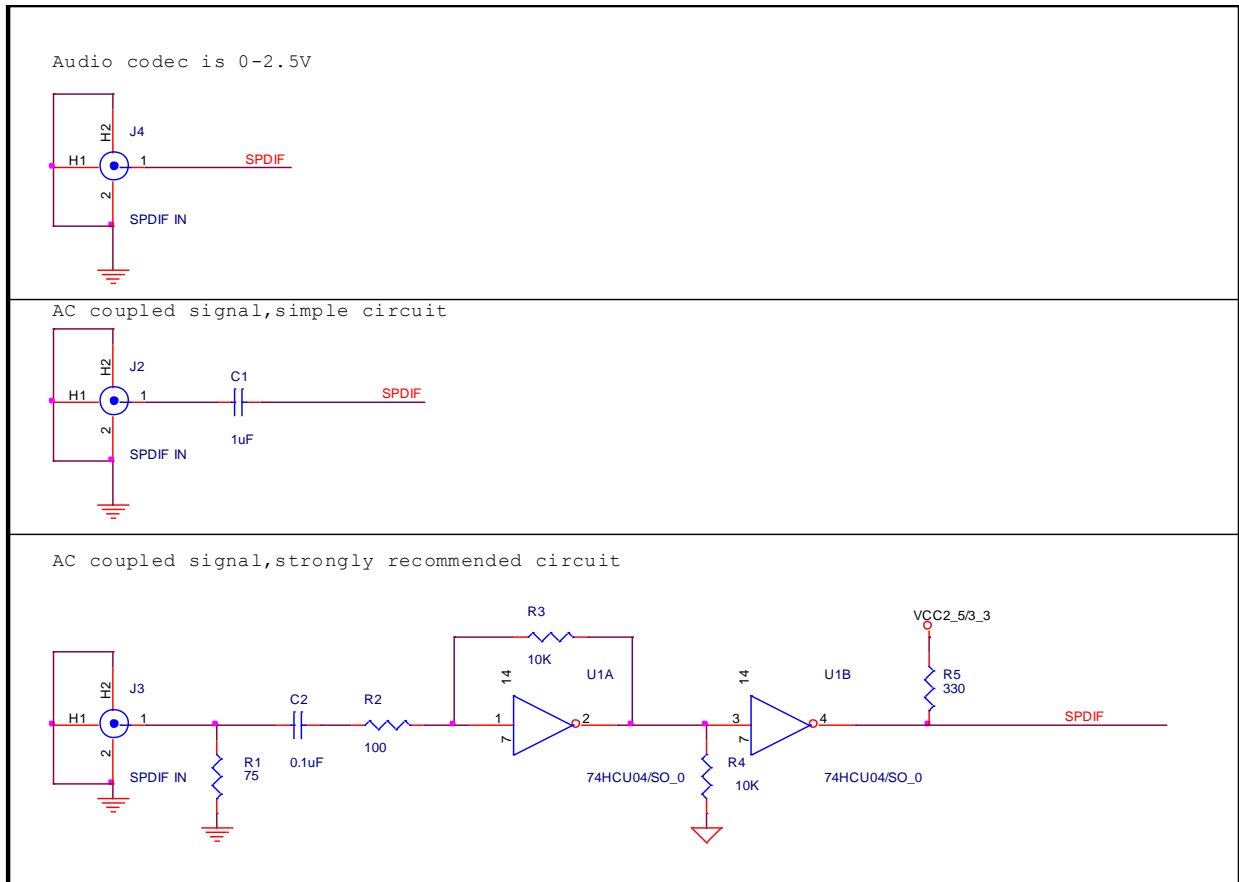 Audio codec is 0-2.5V
H2
J4
H1
1
SPDIF
2
SPDIF IN
AC coupled signal,simple circuit
H2
J2
C1
H1
1
SPDIF
2
1uF
SPDIF IN
AC coupled signal,strongly recommended circuit
R3
VCC2_5/3_3
10K
14
U1A
14
U1B
R5
330
H2
J3
C2
R2
H1
1
1
2
3
4
SPDIF
100
7
7
2
R1
75
0.1uF
R4
SPDIF IN
74HCU04/SO_0
10K
74HCU04/SO_0